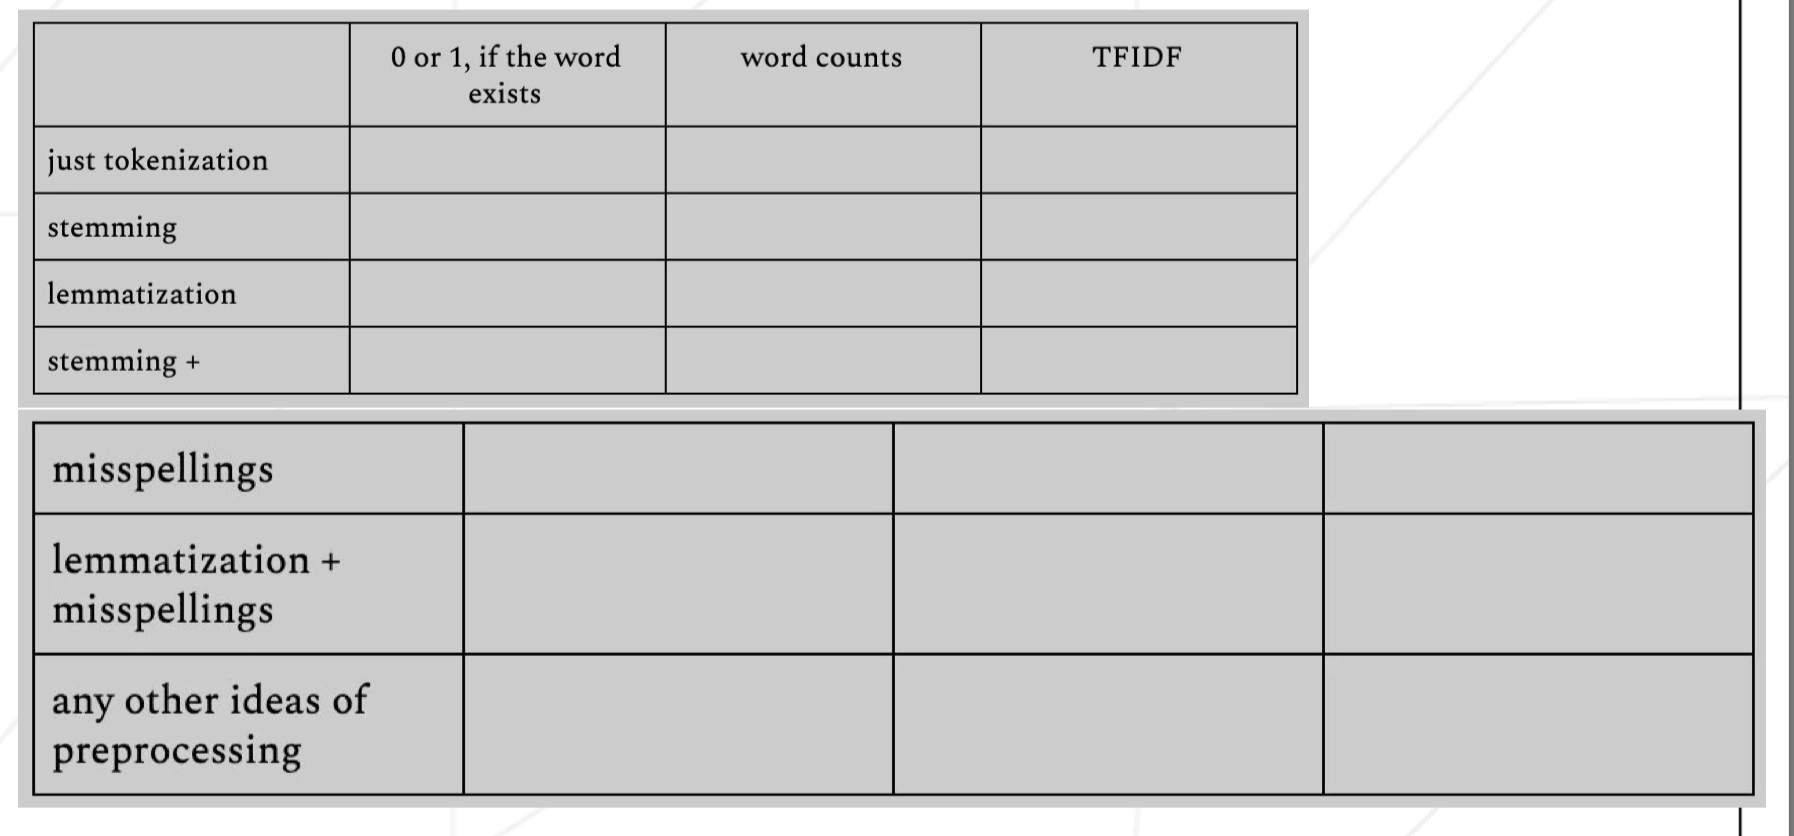 0 or 1, if the word
exists
word counts
TFIDF
just tokenization
stemming
lemmatization
stemming +
misspellings
lemmatization +
misspellings
any other ideas of
preprocessing